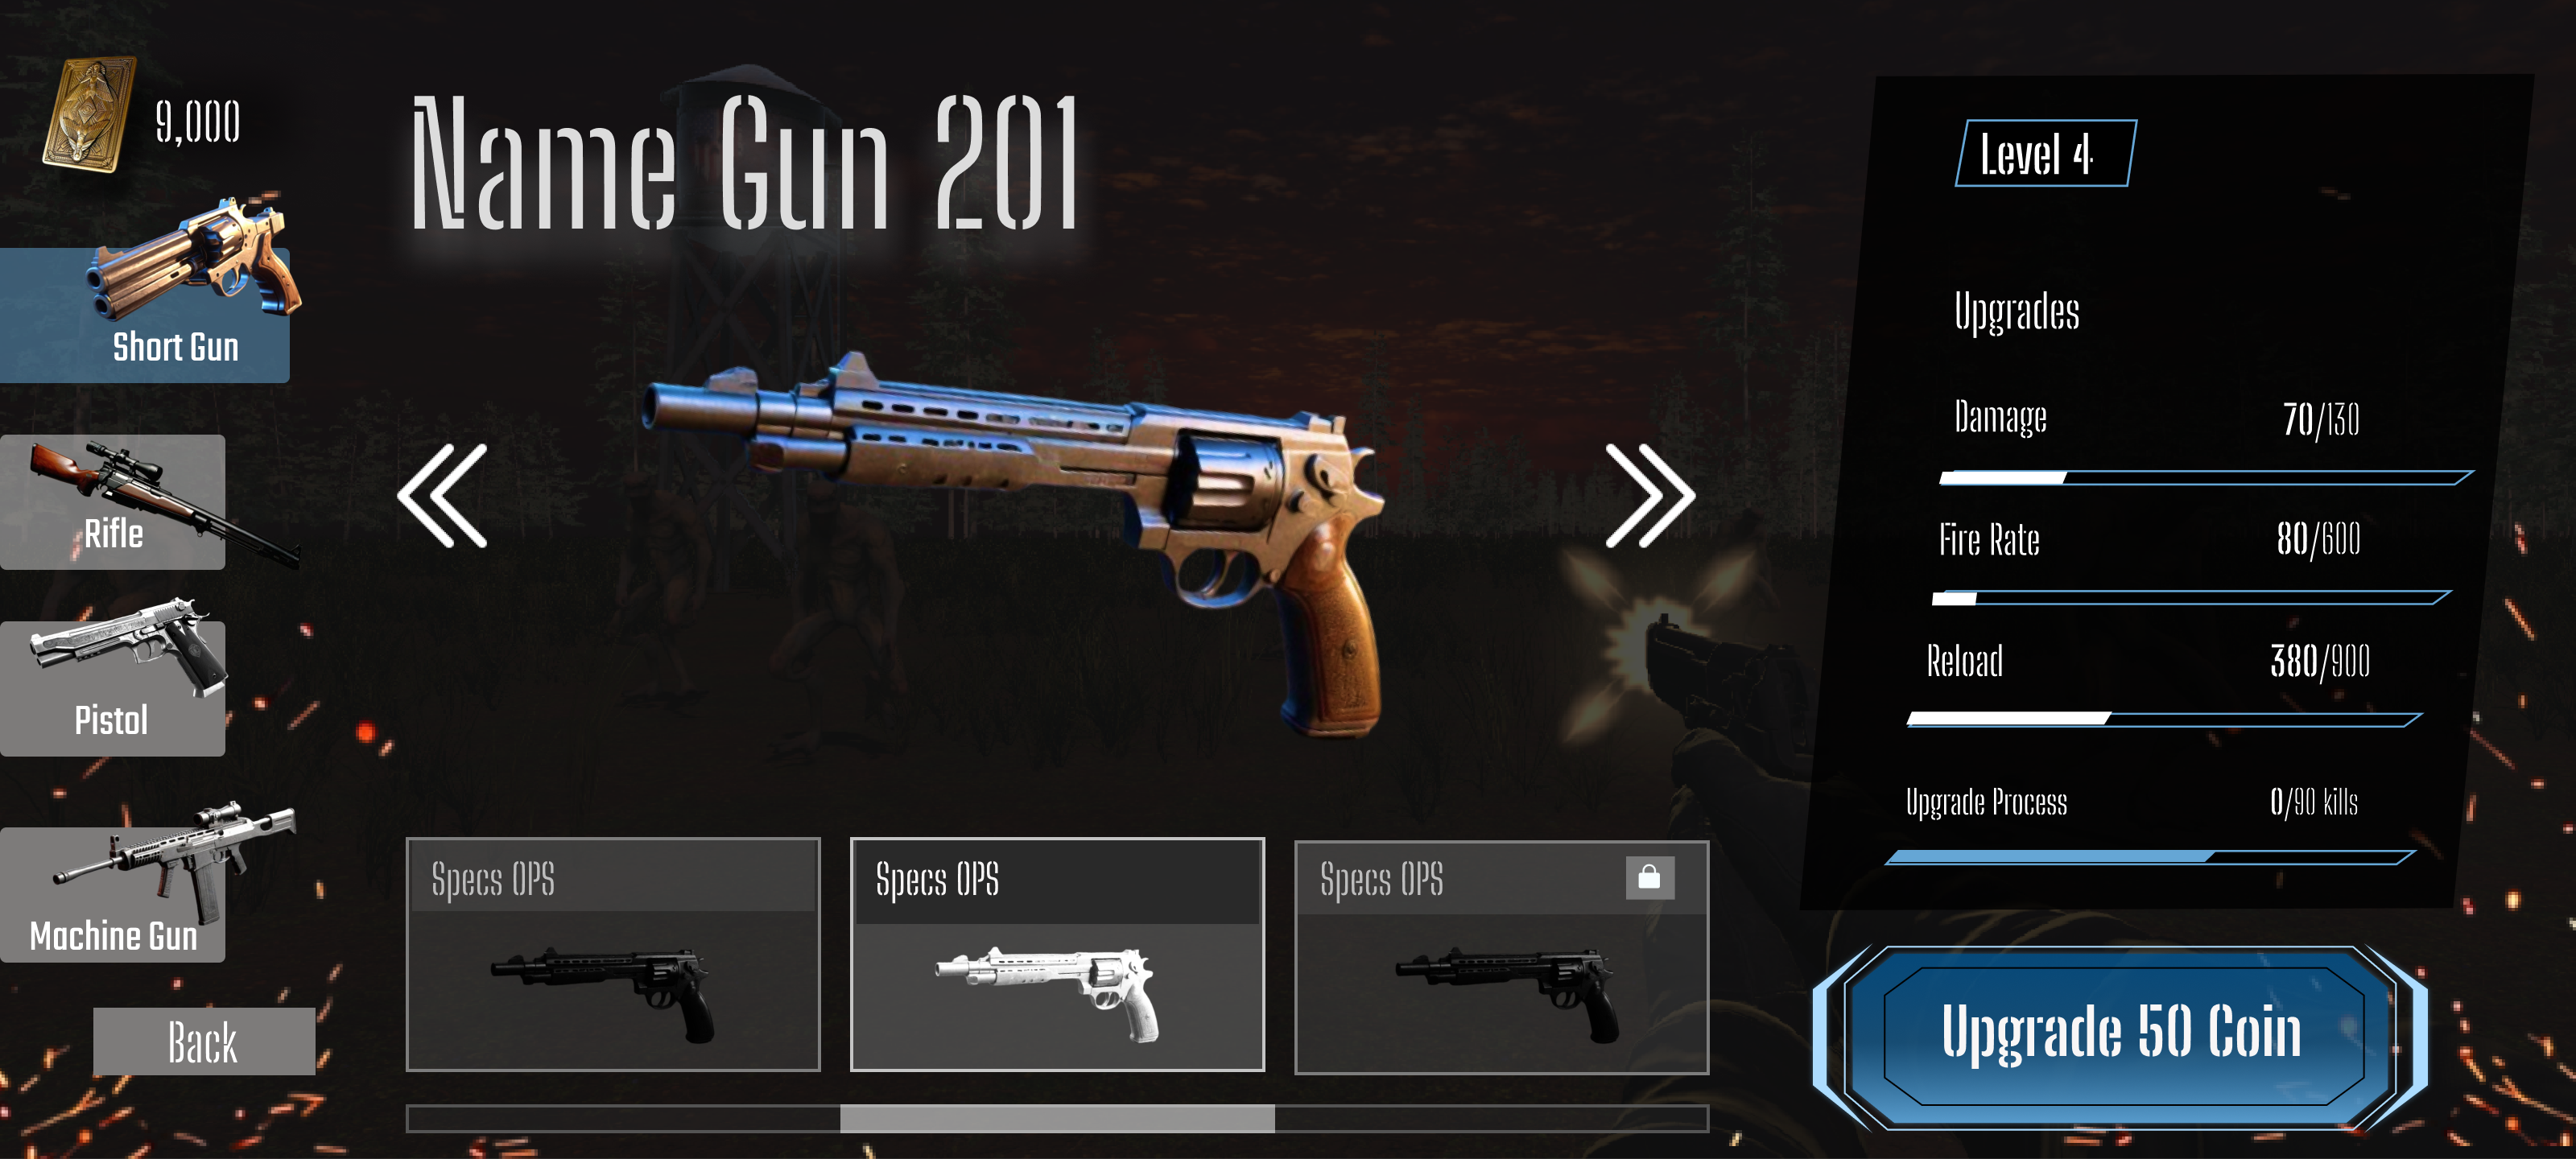 9,000
Name Gun 201
Short Gun
Rifle
Pistol
Machine Gun
Back
Specs OPS
Specs OPS
Specs OPS
Level 4
Upgrades
Damage 70/130
Fire Rate 80/600
Reload 380/900
Upgrade Process 0/90 kills
Upgrade 50 Coin